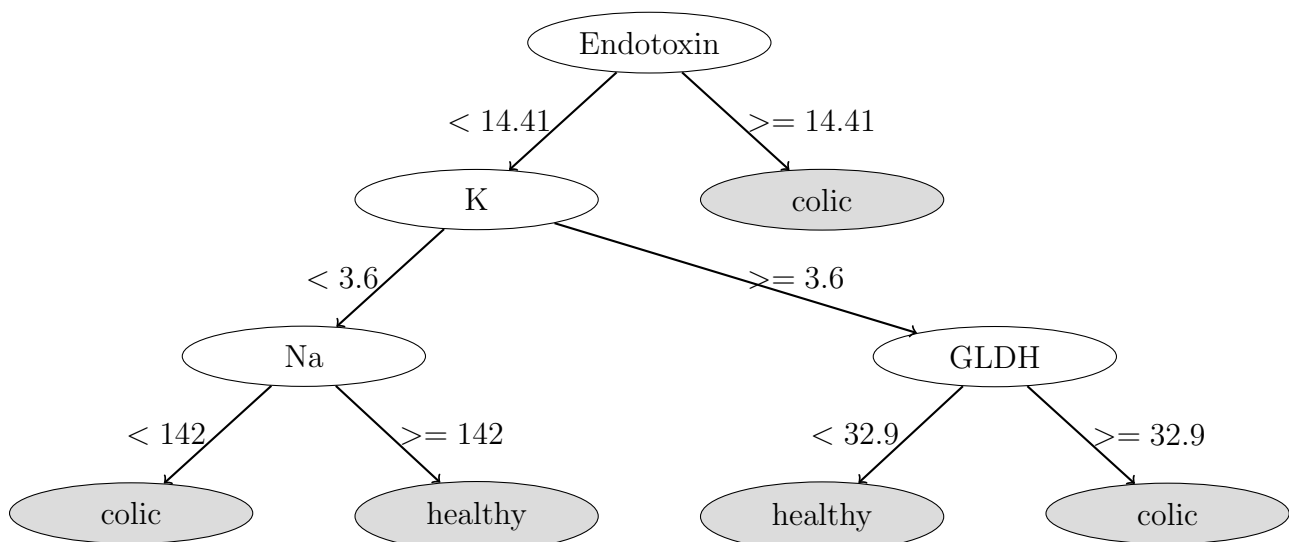 Endotoxin
< 14.41
>= 14.41
K
colic
< 3.6
>= 3.6
Na
GLDH
< 142
>= 142
< 32.9
>= 32.9
colic
healthy
healthy
colic